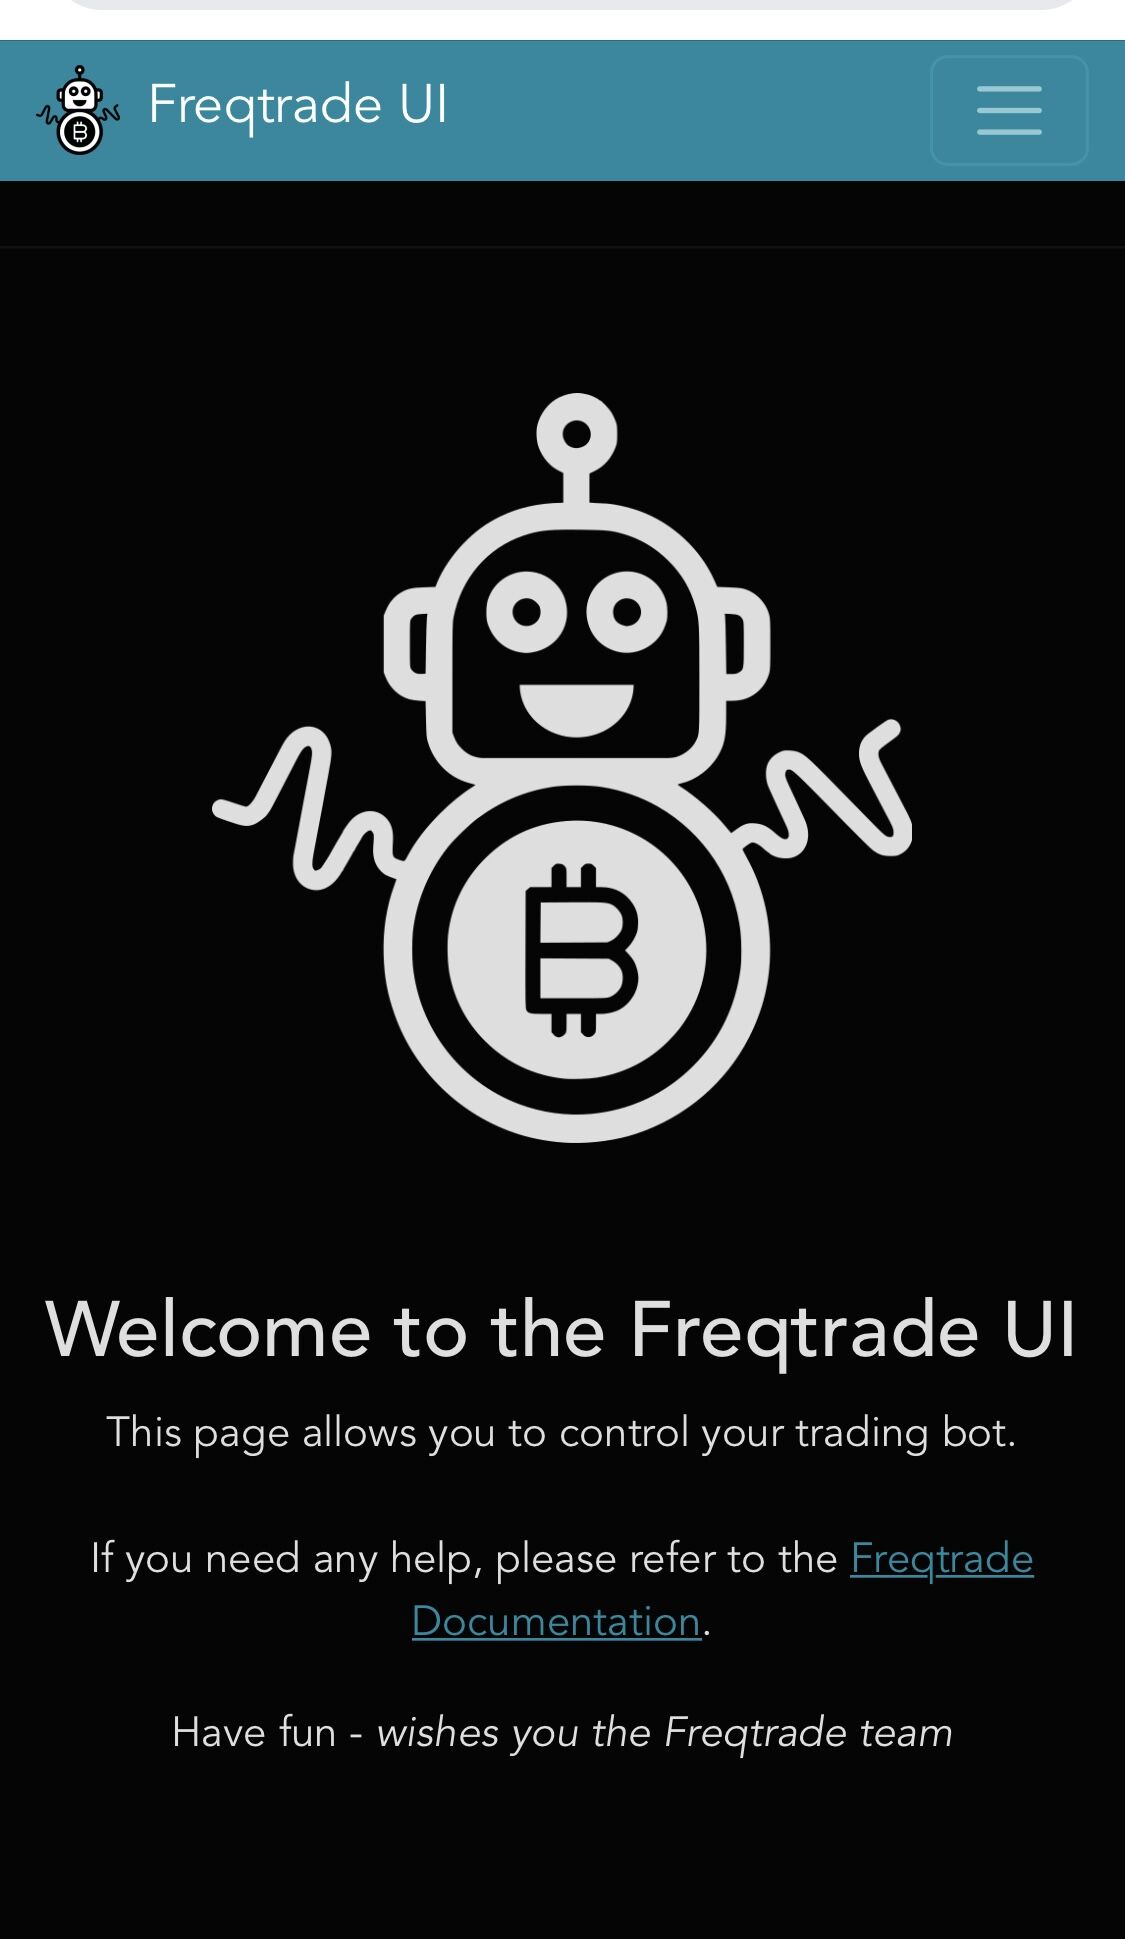 Freqtrade UI
Welcome to the Freqtrade UI
This page allows you to control your trading bot.
If you need any help, please refer to the Freqtrade
Documentation.
Have fun - wishes you the Freqtrade team